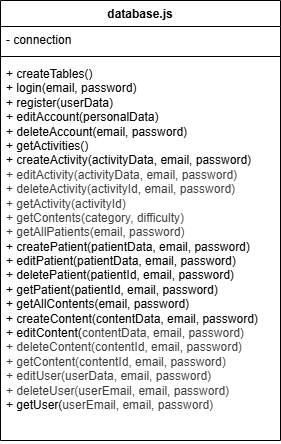 database.js
- connection
+ createTables()
+ login(email, password)
+ register(userData)
+ editAccount(personalData)
+ deleteAccount(email, password)
+ getActivities()
+ createActivity(activityData, email, password)
+ editActivity(activityData, email, password)
+ deleteActivity(activityId, email, password)
+ getActivity(activityId)
+ getContents(category, difficulty)
+ getAllPatients(email, password)
+ createPatient(patientData, email, password)
+ editPatient(patientData, email, password)
+ deletePatient(patientId, email, password)
+ getPatient(patientId, email, password)
+ getAllContents(email, password)
+ createContent(contentData, email, password)
+ editContent(contentData, email, password)
+ deleteContent(contentId, email, password)
+ getContent(contentId, email, password)
+ editUser(userData, email, password)
+ deleteUser(userEmail, email, password)
+ getUser(userEmail, email, password)